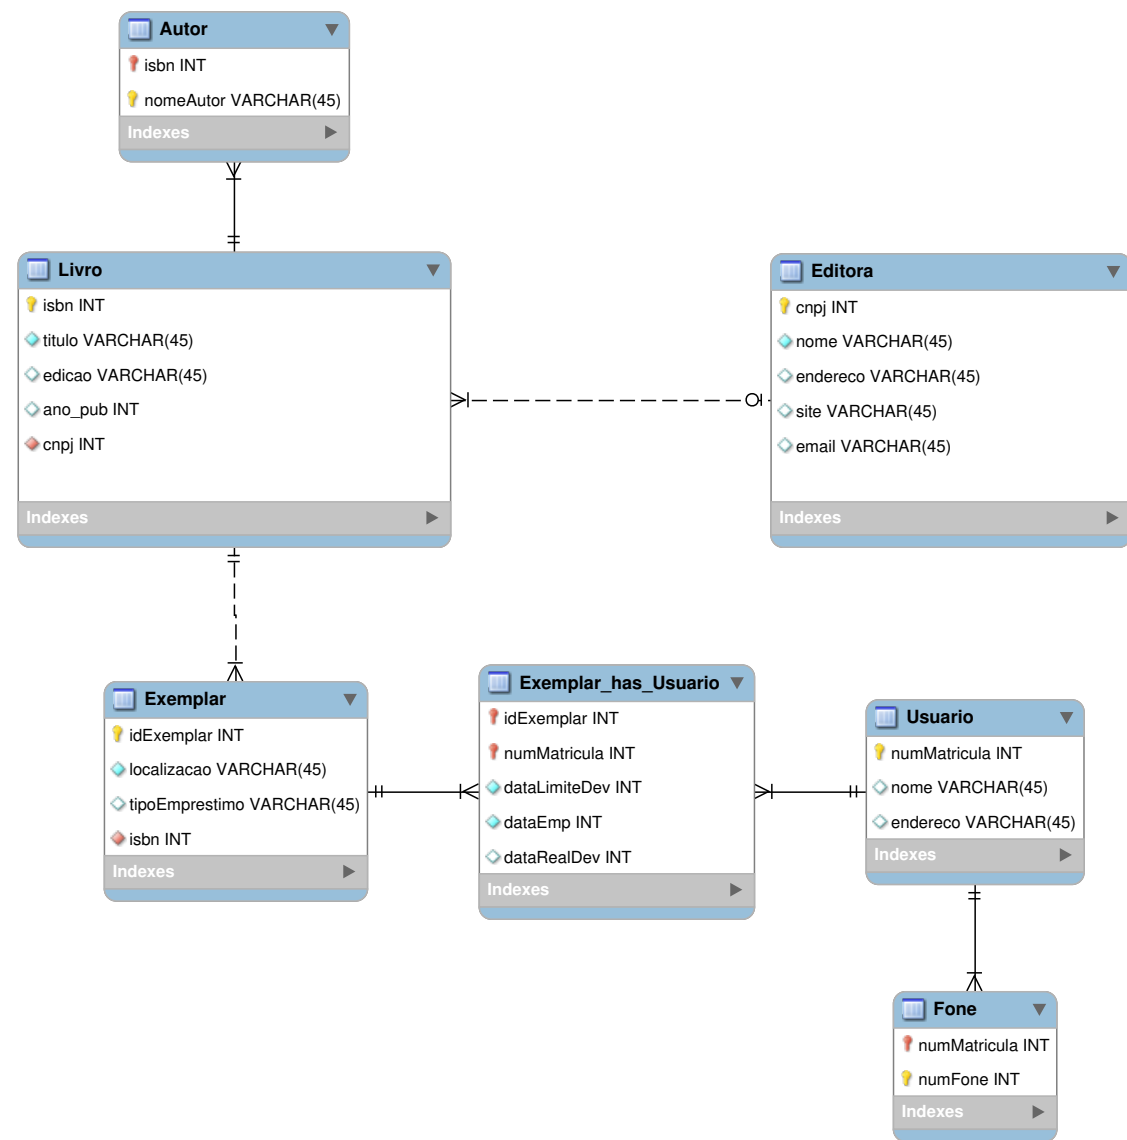 Autor
isbn INT
nomeAutor VARCHAR(45)
Indexes
Livro
isbn INT
titulo VARCHAR(45)
edicao VARCHAR(45)
ano_pub INT
cnpj INT
Indexes
Editora
cnpj INT
nome VARCHAR(45)
endereco VARCHAR(45)
site VARCHAR(45)
email VARCHAR(45)
Indexes
Exemplar
idExemplar INT
localizacao VARCHAR(45)
tipoEmprestimo VARCHAR(45)
isbn INT
Indexes
Exemplar_has_Usuario
idExemplar INT
numMatricula INT
dataLimiteDev INT
dataEmp INT
dataRealDev INT
Indexes
Usuario
numMatricula INT
nome VARCHAR(45)
endereco VARCHAR(45)
Indexes
Fone
numMatricula INT
numFone INT
Indexes